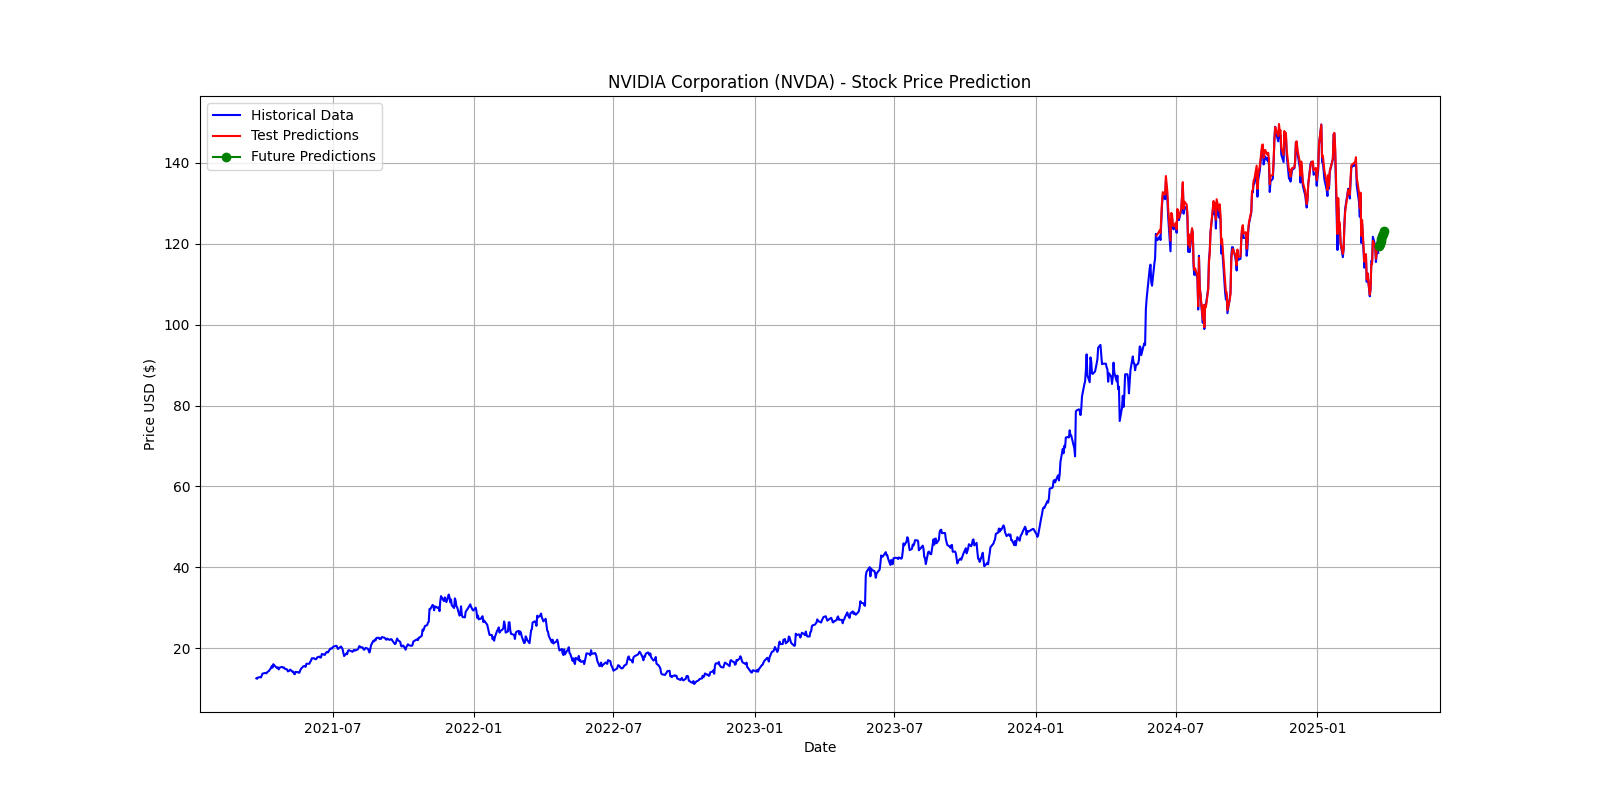 NVIDIA Corporation (NVDA) - Stock Price Prediction
Historical Data
Test Predictions
Future Predictions
Price USD ($)
140
120
100
80
60
40
20
2021-07 2022-01 2022-07 2023-01 2023-07 2024-01 2024-07 2025-01
Date